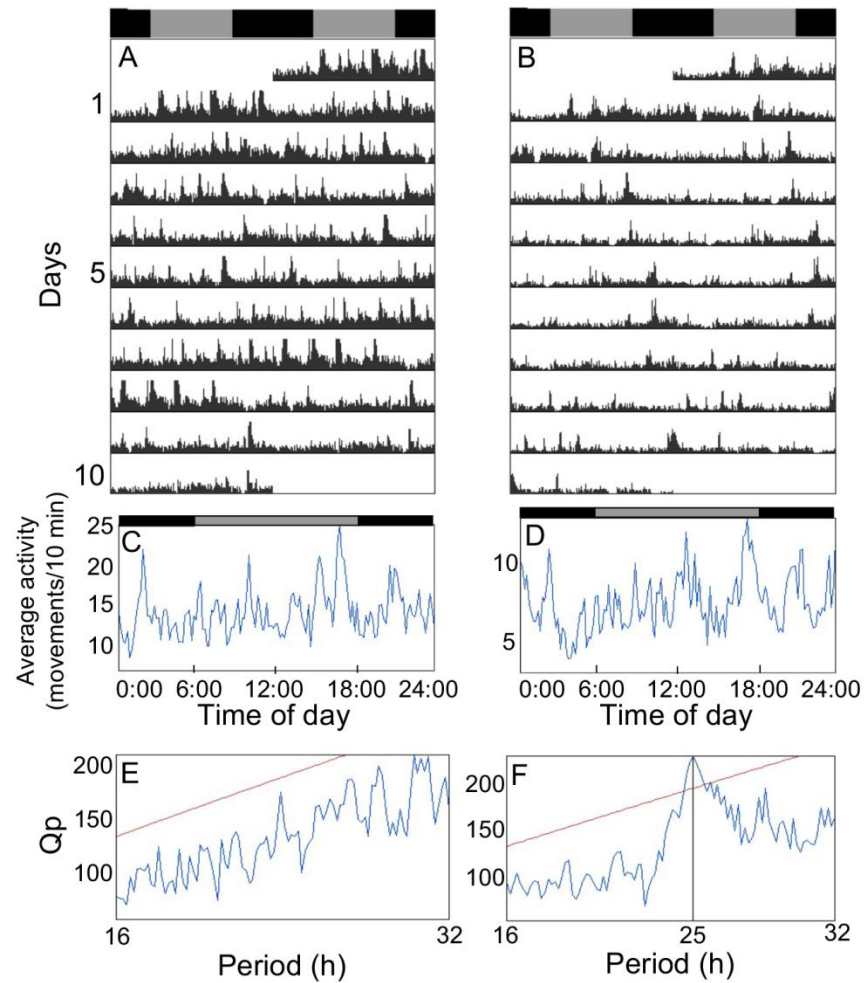 A
B
1
5
10
Days
C
25
20
15
10
Average activity
(movements/10 min)
0:00 6:00 12:00 18:00 24:00
Time of day
D
10
5
0:00 6:00 12:00 18:00 24:00
Time of day
E
200
150
100
Qp
16 32
Period (h)
F
200
150
100
16 25 32
Period (h)